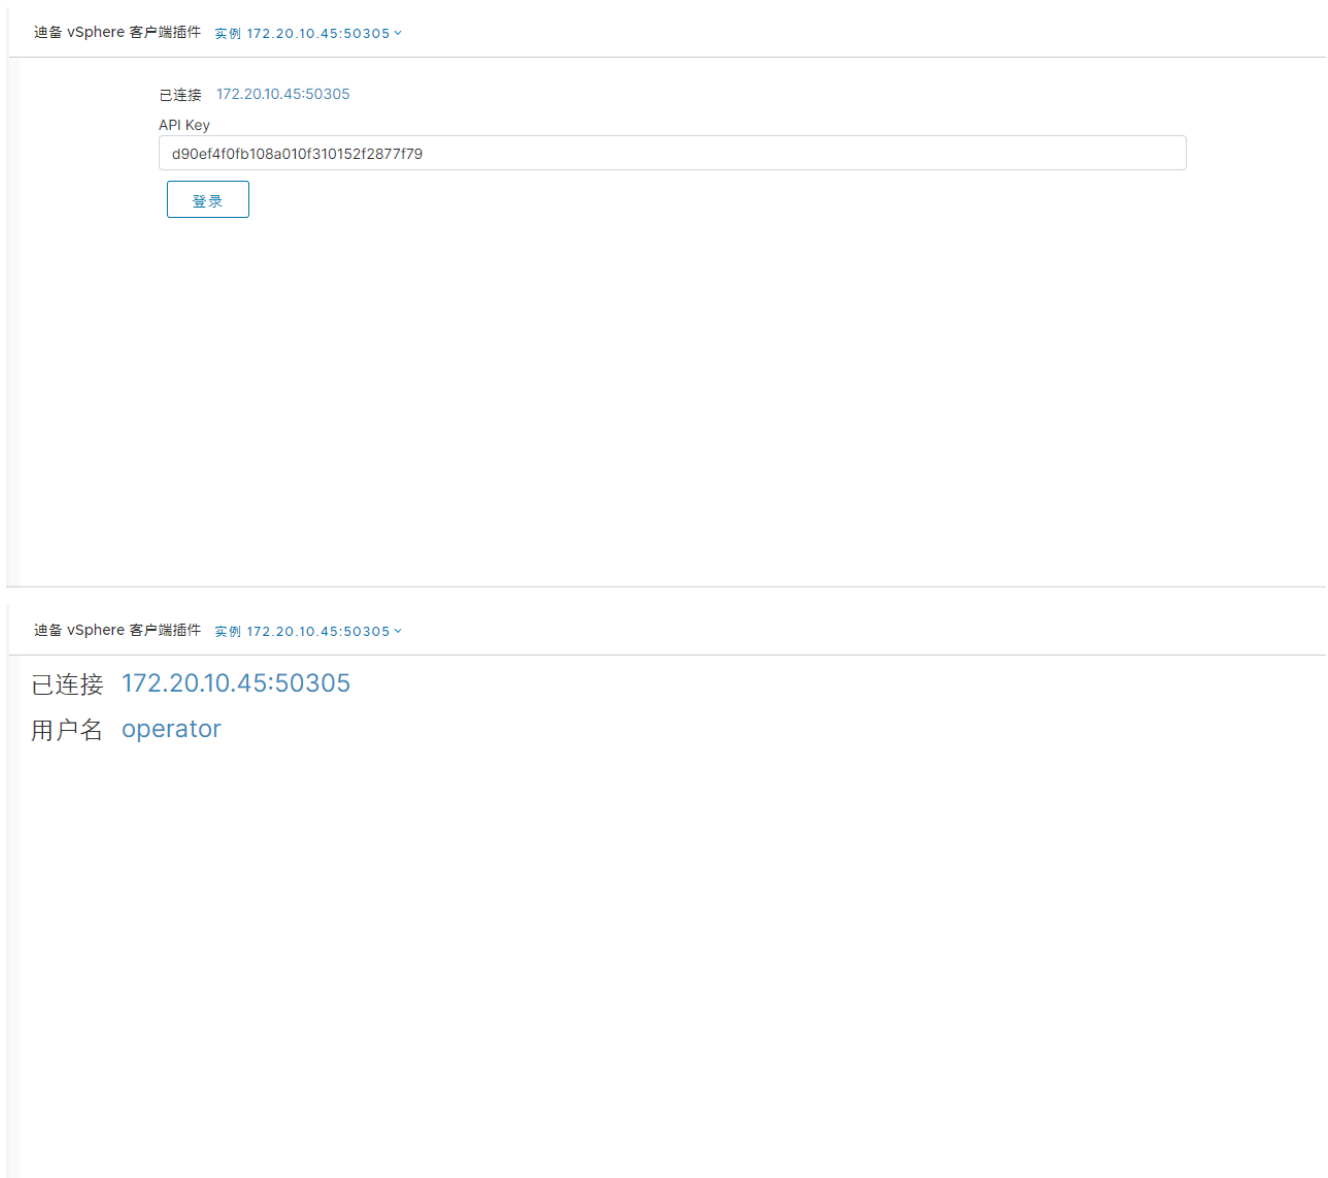 迪备 vSphere 客户端插件 实例 172.20.10.45:50305
已连接 172.20.10.45:50305
API Key
d90ef4f0fb108a010f310152f2877f79
登录
迪备 vSphere 客户端插件 实例 172.20.10.45:50305
已连接 172.20.10.45:50305
用户名 operator